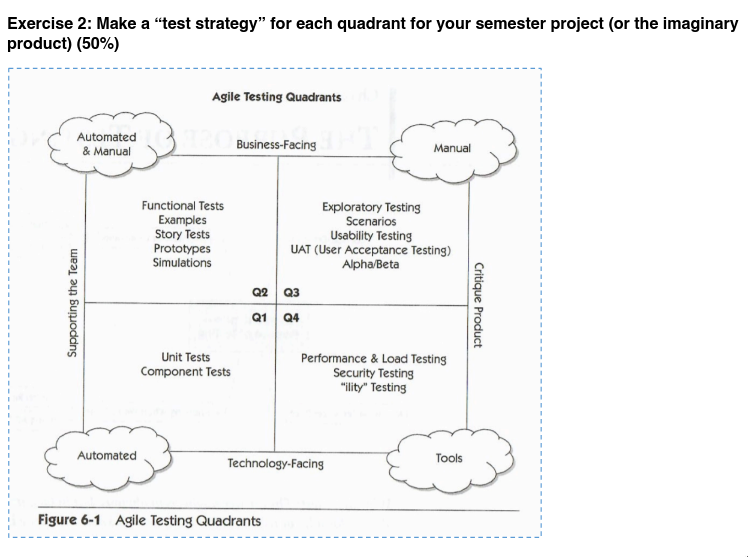 Exercise 2: Make a “test strategy” for each quadrant for your semester project (or the imaginary
product) (50%)
Agile Testing Quadrants
Automated
& Manual
Business-Facing
Manual
Functional Tests
Examples
Story Tests
Prototypes
Simulations
Exploratory Testing
Scenarios
Usability Testing
UAT (User Acceptance Testing)
Alpha/Beta
Supporting the Team
Critique Product
Q2 Q3
Q1 Q4
Unit Tests
Component Tests
Performance & Load Testing
Security Testing
"ility" Testing
Automated
Technology-Facing
Tools
Figure 6-1 Agile Testing Quadrants